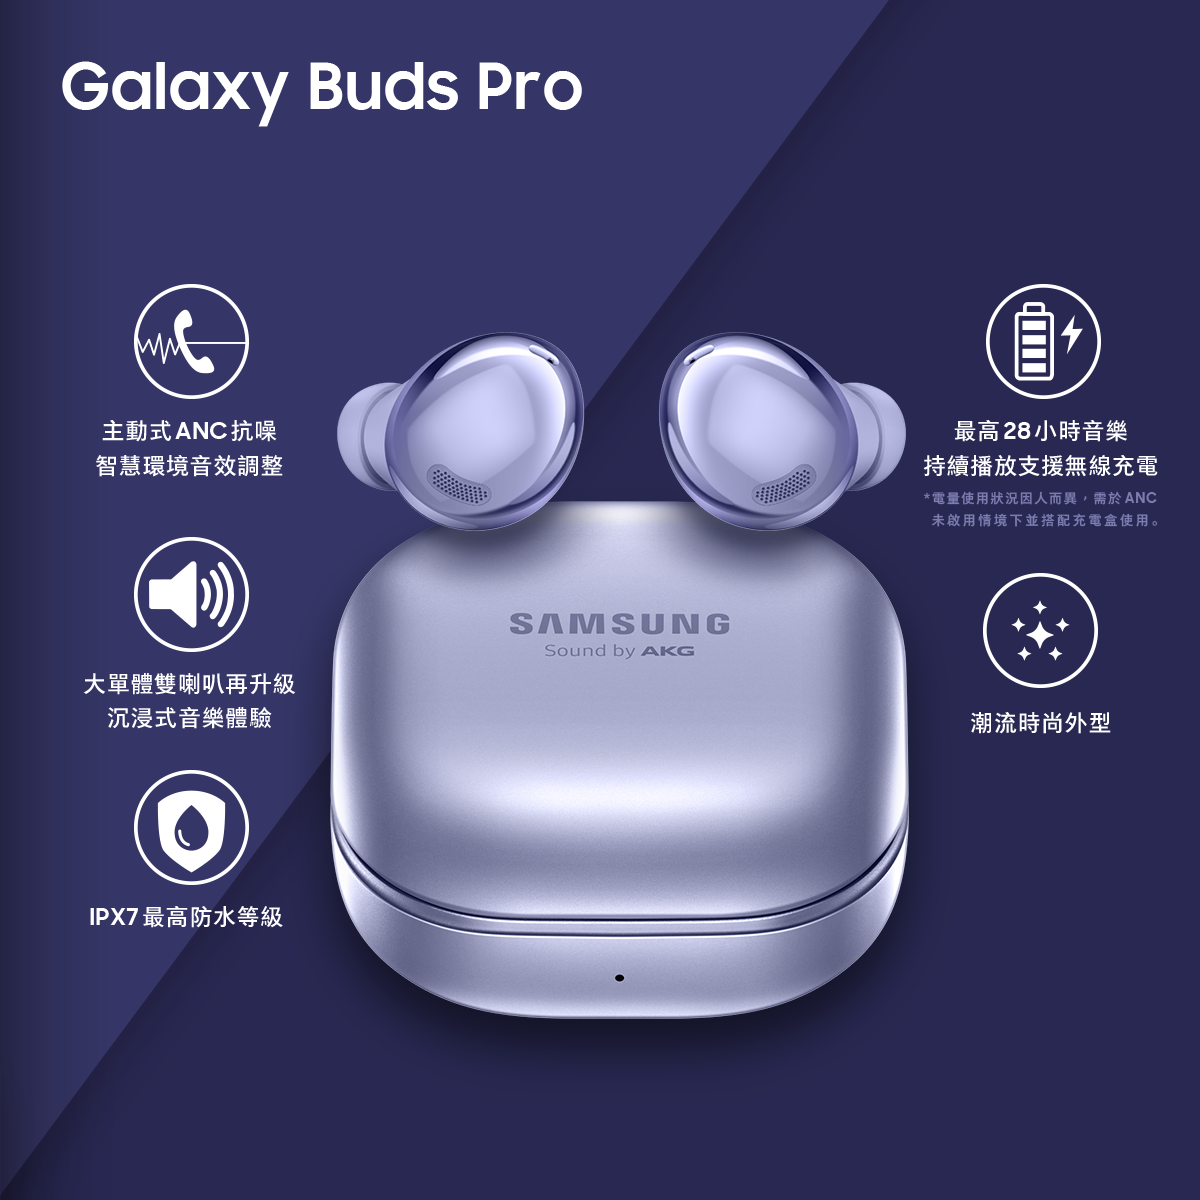 Galaxy Buds Pro
主動式ANC抗噪
智慧環境音效調整
大單體雙喇叭再升級
沉浸式音樂體驗
IPX7最高防水等級
SAMSUNG
Sound by AKG
最高28小時音樂
持續播放支援無線充電
*電量使用狀況因人而異，需於ANC
未啟用情境下並搭配充電盒使用。
潮流時尚外型